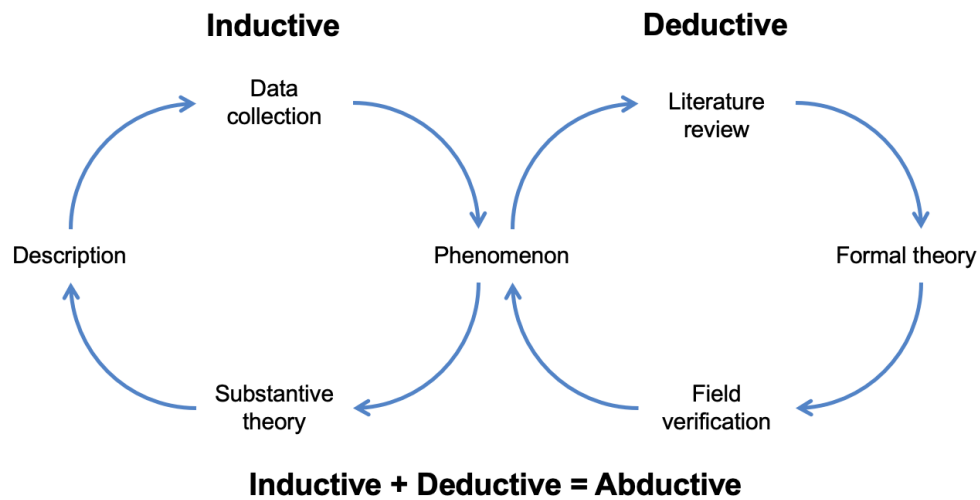 Inductive
Deductive
Data
collection
Literature
review
Description
Phenomenon
Formal theory
Substantive
theory
Field
verification
Inductive + Deductive = Abductive